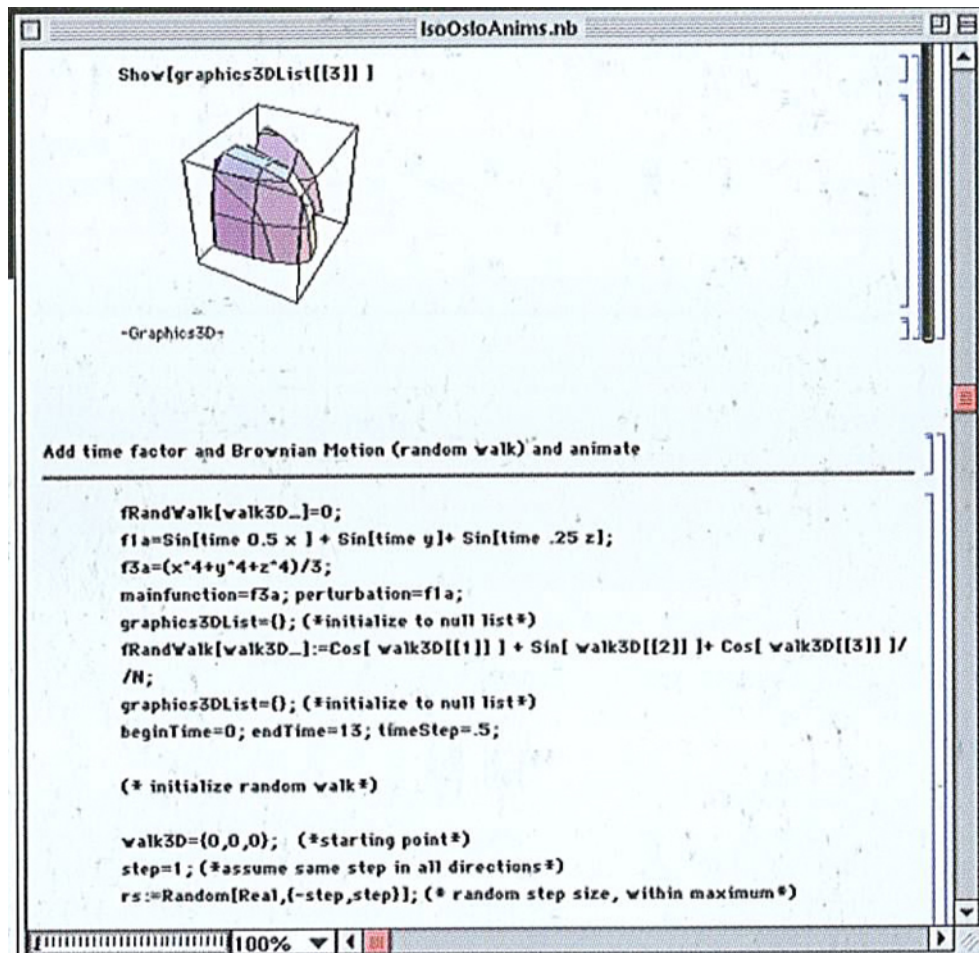 IsoOsloAnims.nb
Show[graphics3DList[[3]] ]
-Graphics3D-
Add time factor and Brownian Motion (random walk) and animate
fRandWalk[walk3D_]=0;
f1a=Sin[time 0.5 x ] + Sin[time y]+ Sin[time .25 z];
f3a=(x^4+y^4+z^4)/3;
mainfunction=f3a; perturbation=f1a;
graphics3DList={}; (*initialize to null list*)
fRandWalk[walk3D_]:=Cos[ walk3D[[1]] ] + Sin[ walk3D[[2]] ]+ Cos[ walk3D[[3]] ]/
/N;
graphics3DList={}; (*initialize to null list*)
beginTime=0; endTime=13; timeStep=.5;
(* initialize random walk*)
walk3D={0,0,0}; (*starting point*)
step=1; (*assume same step in all directions*)
rs:=Random[Real,{-step,step}]; (* random step size, within maximum*)
100%